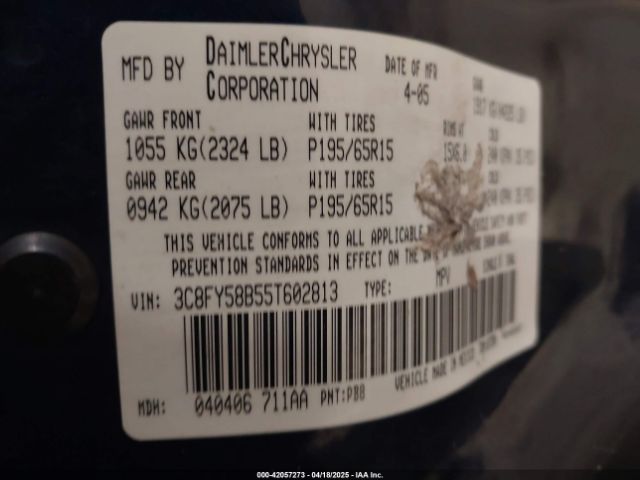 MFD BY DAIMLERCHRYSLER CORPORATION DATE OF MFR 4-05
GAWR FRONT WITH TIRES
1055 KG(2324 LB) P195/65R15
GAWR REAR WITH TIRES
0942 KG(2075 LB) P195/65R15
THIS VEHICLE CONFORMS TO ALL APPLICABLE
PREVENTION STANDARDS IN EFFECT ON THE
VIN: 3C8FY58B55T602813 TYPE: MPV
VEHICLE MADE IN
MDH: 040406 711AA PNT:PB8
000-42057273 - 04/18/2025 - IAA Inc.